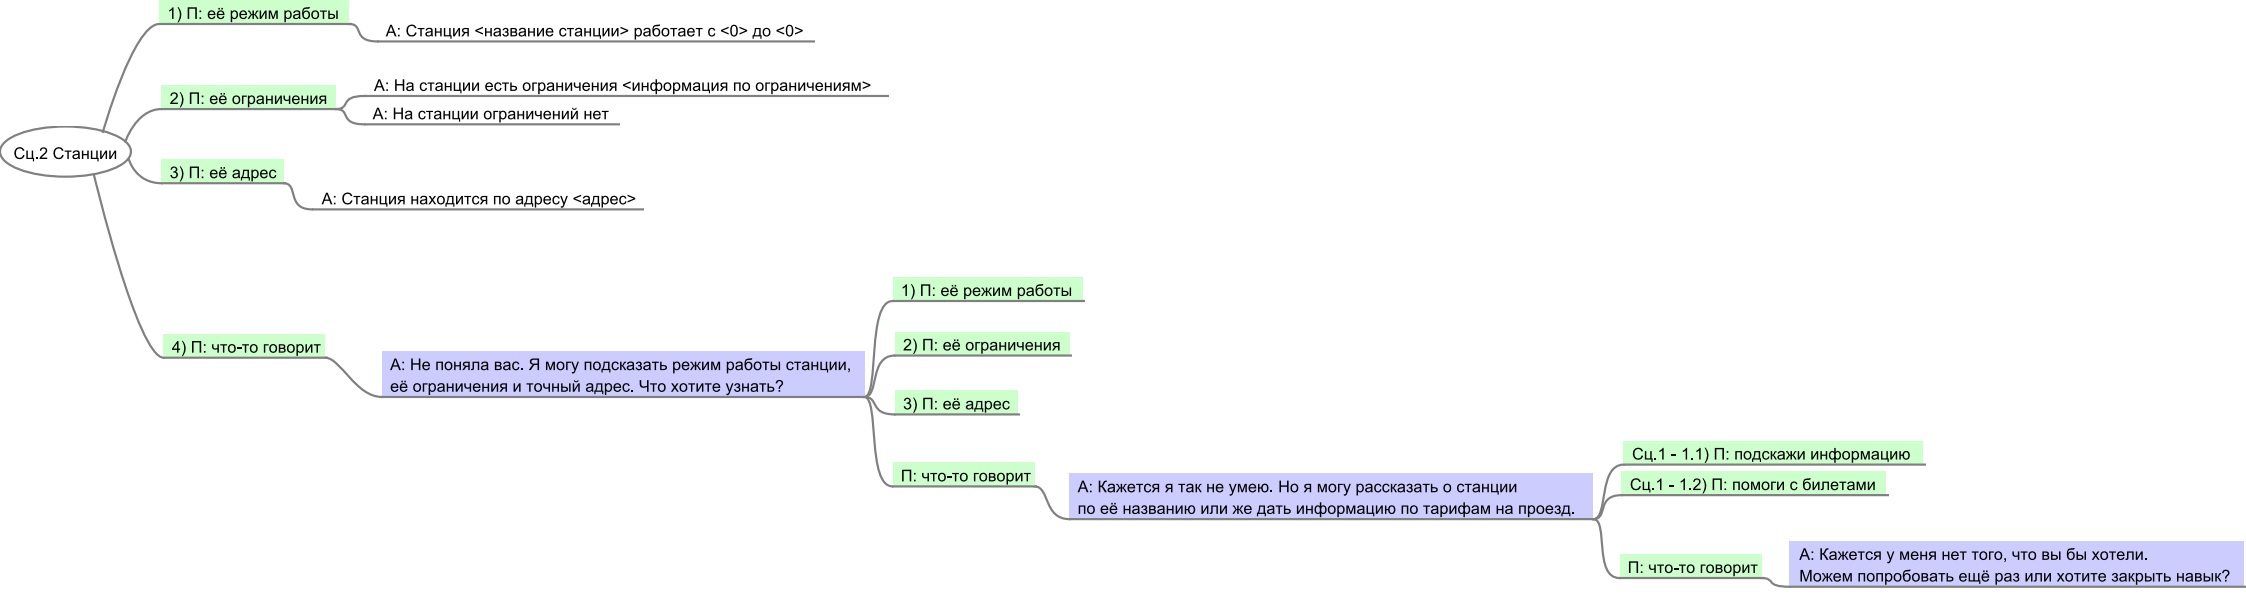 Сц.2 Станции
1) П: её режим работы
А: Станция <название станции> работает с <0> до <0>
2) П: её ограничения
А: На станции есть ограничения <информация по ограничениям>
А: На станции ограничений нет
3) П: её адрес
А: Станция находится по адресу <адрес>
4) П: что-то говорит
А: Не поняла вас. Я могу подсказать режим работы станции,
её ограничения и точный адрес. Что хотите узнать?
1) П: её режим работы
2) П: её ограничения
3) П: её адрес
П: что-то говорит
А: Кажется я так не умею. Но я могу рассказать о станции
по её названию или же дать информацию по тарифам на проезд.
Сц.1 - 1.1) П: подскажи информацию
Сц.1 - 1.2) П: помоги с билетами
П: что-то говорит
А: Кажется у меня нет того, что вы бы хотели.
Можем попробовать ещё раз или хотите закрыть навык?